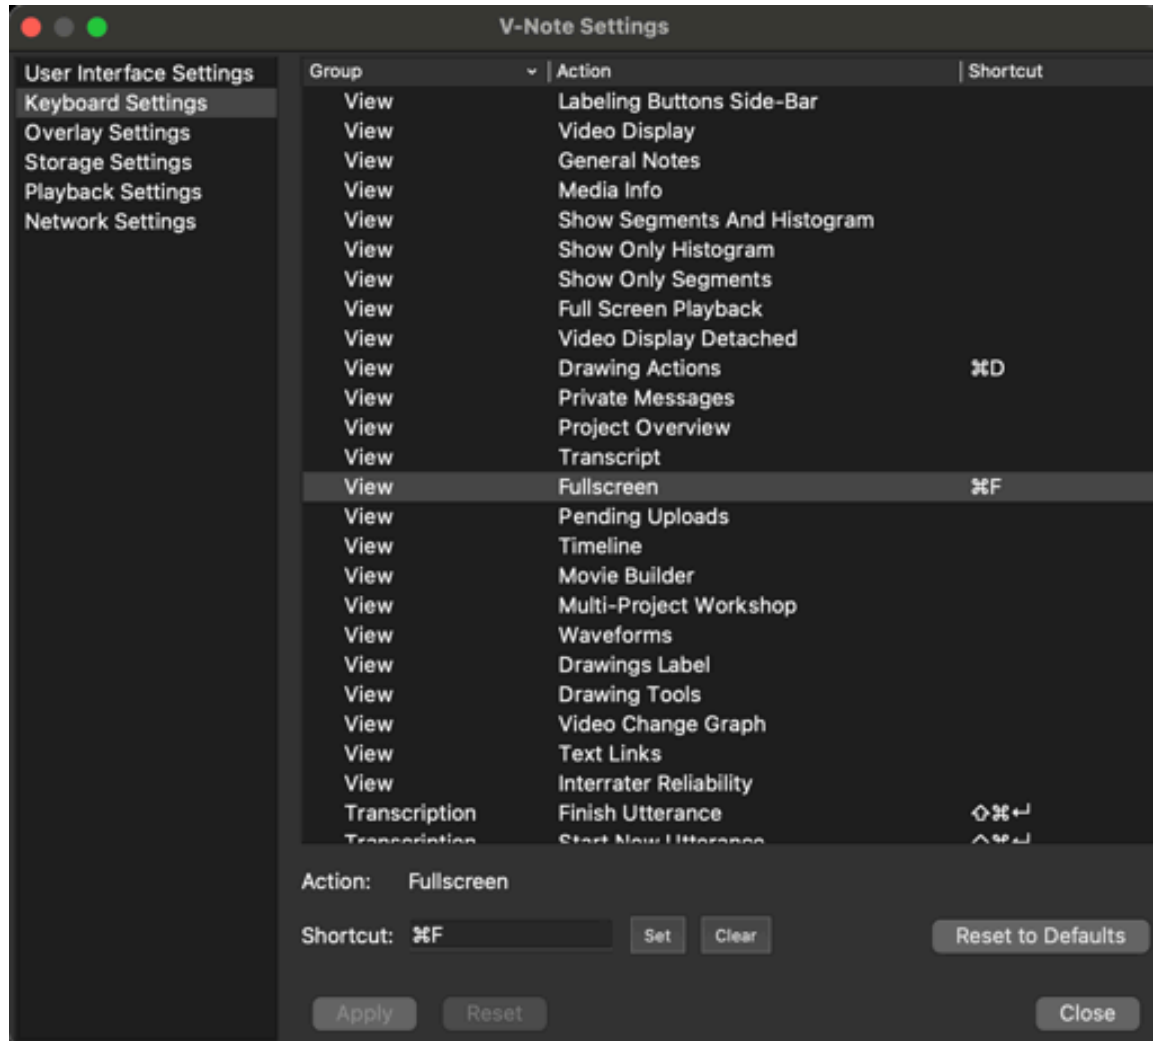 V-Note Settings
User Interface Settings
Keyboard Settings
Overlay Settings
Storage Settings
Playback Settings
Network Settings
Group Action Shortcut
View Labeling Buttons Side-Bar
View Video Display
View General Notes
View Media Info
View Show Segments And Histogram
View Show Only Histogram
View Show Only Segments
View Full Screen Playback
View Video Display Detached
View Drawing Actions ⌘D
View Private Messages
View Project Overview
View Transcript
View Fullscreen ⌘F
View Pending Uploads
View Timeline
View Movie Builder
View Multi-Project Workshop
View Waveforms
View Drawings Label
View Drawing Tools
View Video Change Graph
View Text Links
View Interrater Reliability
Transcription Finish Utterance ⇧⌘↵
Transcription Start New Utterance
Action: Fullscreen
Shortcut: ⌘F Set Clear Reset to Defaults
Apply Reset Close